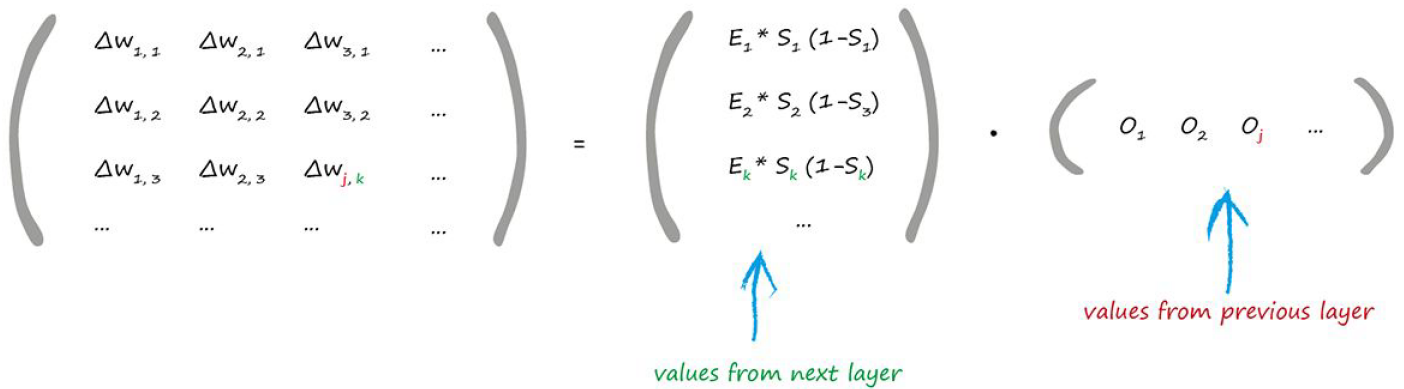 Δw1,1 Δw2,1 Δw3,1 ... E1 * S1 (1-S1)
Δw1,2 Δw2,2 Δw3,2 ... = E2 * S2 (1-S3) · O1 O2 Oj ...
Δw1,3 Δw2,3 Δwj,k ... Ek * Sk (1-Sk)
... ... ... ... ...
values from previous layer
values from next layer